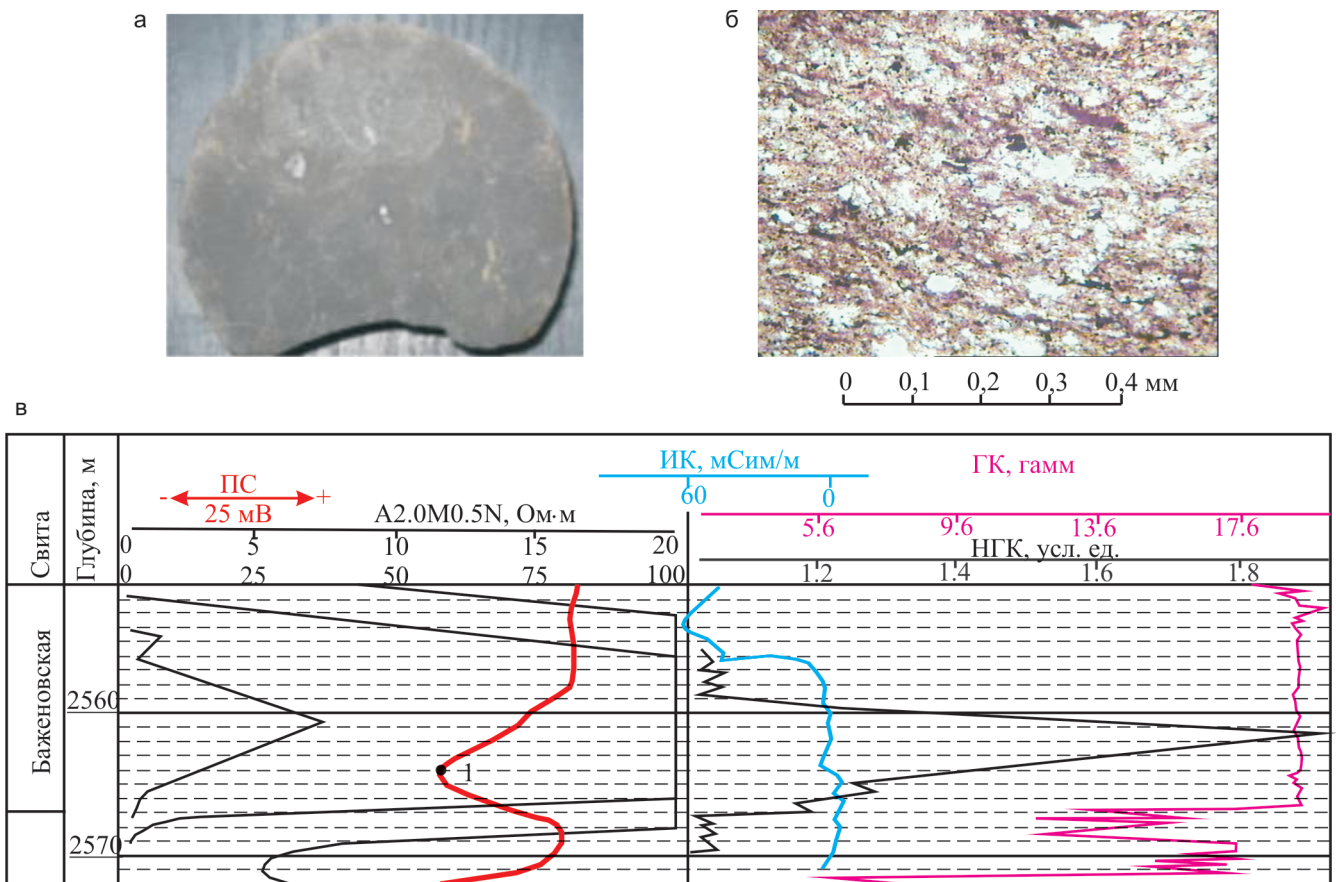 а
б
0 0,1 0,2 0,3 0,4 мм
в
Свита
Глубина, м
ПС
- +
25 мВ
A2.0M0.5N, Ом·м
0 5 10 15 20
0 25 50 75 100
ИК, мСим/м
60 0
ГК, гамм
5.6 9.6 13.6 17.6
НГК, усл. ед.
1.2 1.4 1.6 1.8
Баженовская
2560
1
2570